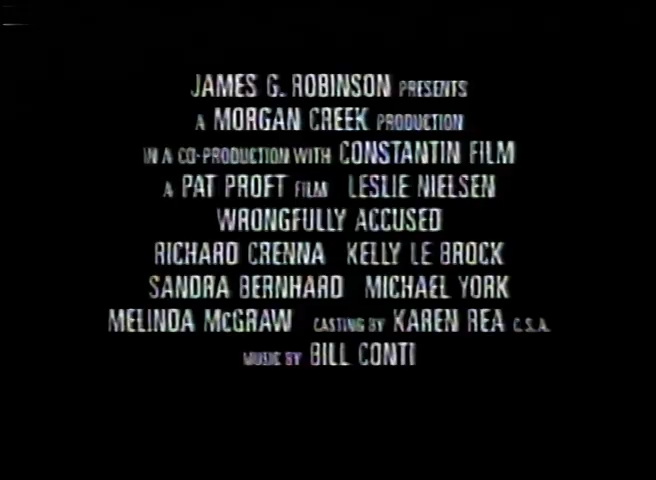 JAMES G. ROBINSON PRESENTS
A MORGAN CREEK PRODUCTION
IN A CO-PRODUCTION WITH CONSTANTIN FILM
A PAT PROFT FILM LESLIE NIELSEN
WRONGFULLY ACCUSED
RICHARD CRENNA KELLY LE BROCK
SANDRA BERNHARD MICHAEL YORK
MELINDA McGRAW CASTING BY KAREN REA C.S.A.
MUSIC BY BILL CONTI